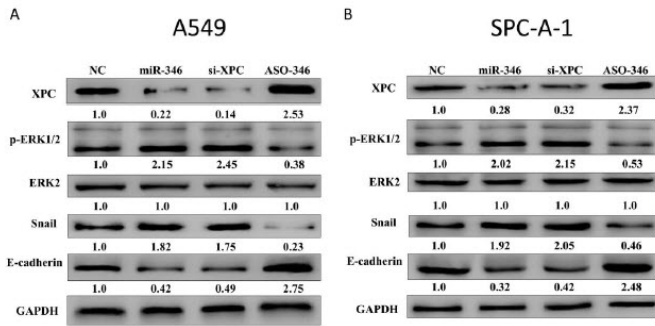 A
A549
NC miR-346 si-XPC ASO-346
XPC
1.0 0.22 0.14 2.53
p-ERK1/2
1.0 2.15 2.45 0.38
ERK2
1.0 1.0 1.0 1.0
Snail
1.0 1.82 1.75 0.23
E-cadherin
1.0 0.42 0.49 2.75
GAPDH
B
SPC-A-1
NC miR-346 si-XPC ASO-346
XPC
1.0 0.28 0.32 2.37
p-ERK1/2
1.0 2.02 2.15 0.53
ERK2
1.0 1.0 1.0 1.0
Snail
1.0 1.92 2.05 0.46
E-cadherin
1.0 0.32 0.42 2.48
GAPDH